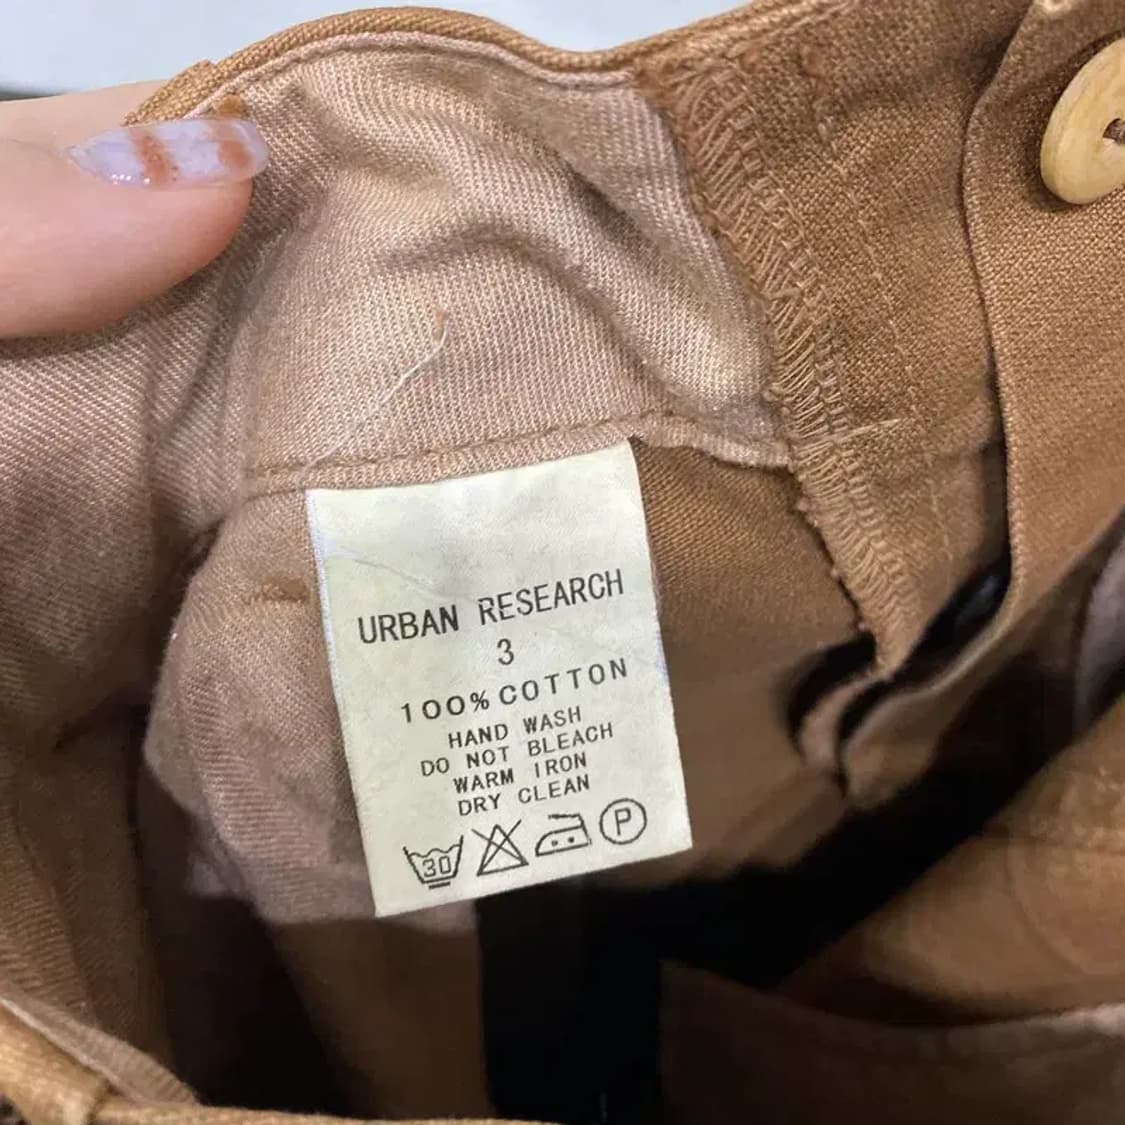 URBAN RESEARCH
3
100% COTTON
HAND WASH
DO NOT BLEACH
WARM IRON
DRY CLEAN
30 P